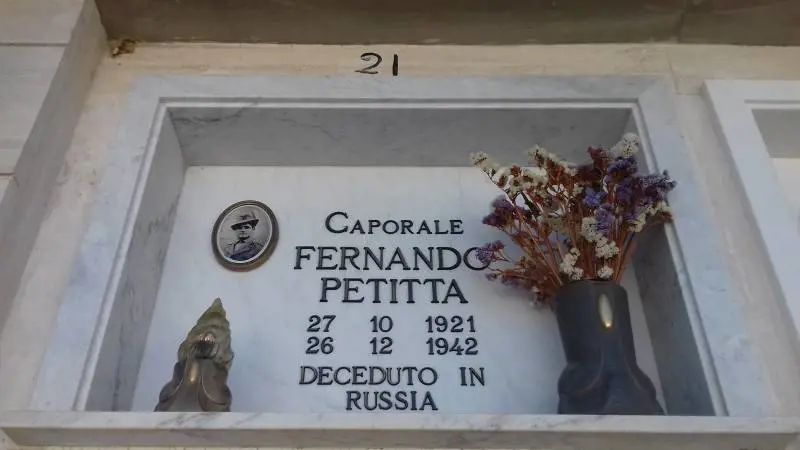 21
CAPORALE
FERNANDO
PETITTA
27 10 1921
26 12 1942
DECEDUTO IN
RUSSIA